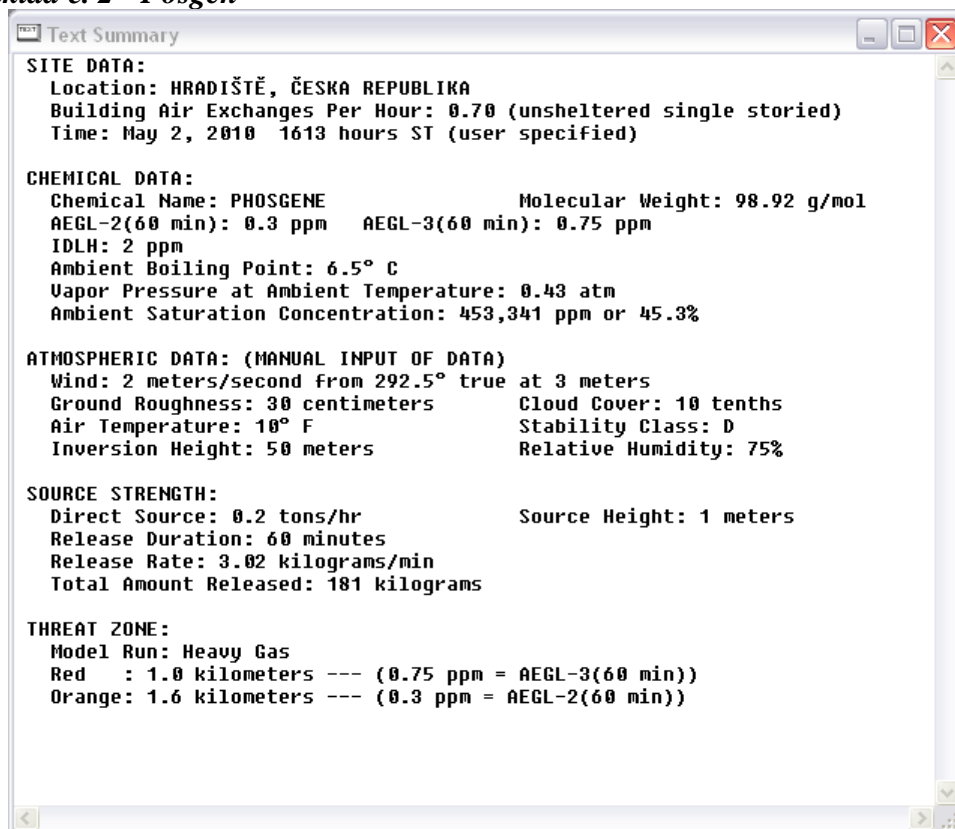 č. 2 - Fosgen
Text Summary
SITE DATA:
Location: HRADIŠTĚ, ČESKA REPUBLIKA
Building Air Exchanges Per Hour: 0.70 (unsheltered single storied)
Time: May 2, 2010 1613 hours ST (user specified)
CHEMICAL DATA:
Chemical Name: PHOSGENE Molecular Weight: 98.92 g/mol
AEGL-2(60 min): 0.3 ppm AEGL-3(60 min): 0.75 ppm
IDLH: 2 ppm
Ambient Boiling Point: 6.5° C
Vapor Pressure at Ambient Temperature: 0.43 atm
Ambient Saturation Concentration: 453,341 ppm or 45.3%
ATMOSPHERIC DATA: (MANUAL INPUT OF DATA)
Wind: 2 meters/second from 292.5° true at 3 meters
Ground Roughness: 30 centimeters Cloud Cover: 10 tenths
Air Temperature: 10° F Stability Class: D
Inversion Height: 50 meters Relative Humidity: 75%
SOURCE STRENGTH:
Direct Source: 0.2 tons/hr Source Height: 1 meters
Release Duration: 60 minutes
Release Rate: 3.02 kilograms/min
Total Amount Released: 181 kilograms
THREAT ZONE:
Model Run: Heavy Gas
Red : 1.0 kilometers --- (0.75 ppm = AEGL-3(60 min))
Orange: 1.6 kilometers --- (0.3 ppm = AEGL-2(60 min))